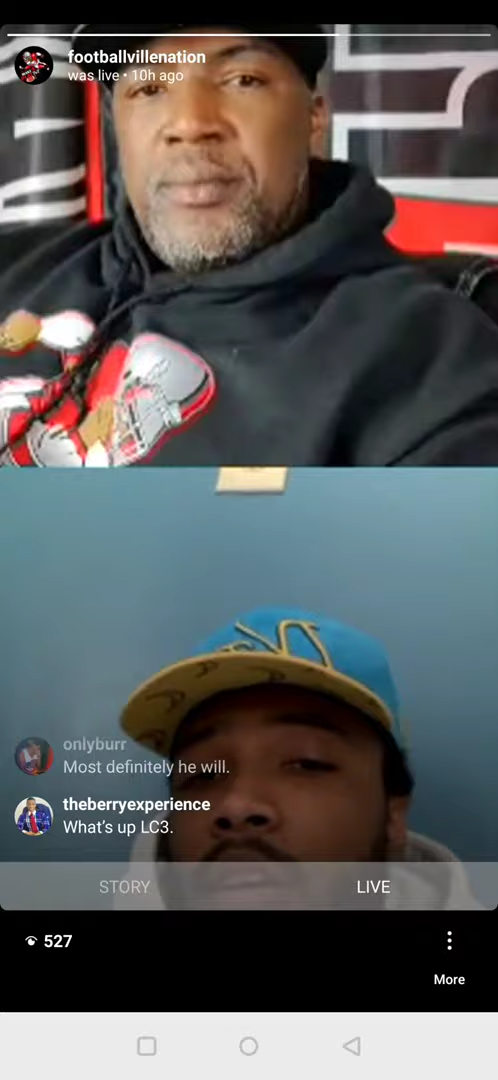 footballvillenation
was live • 10h ago
onlyburr
Most definitely he will.
theberryexperience
What's up LC3.
STORY
LIVE
527
More